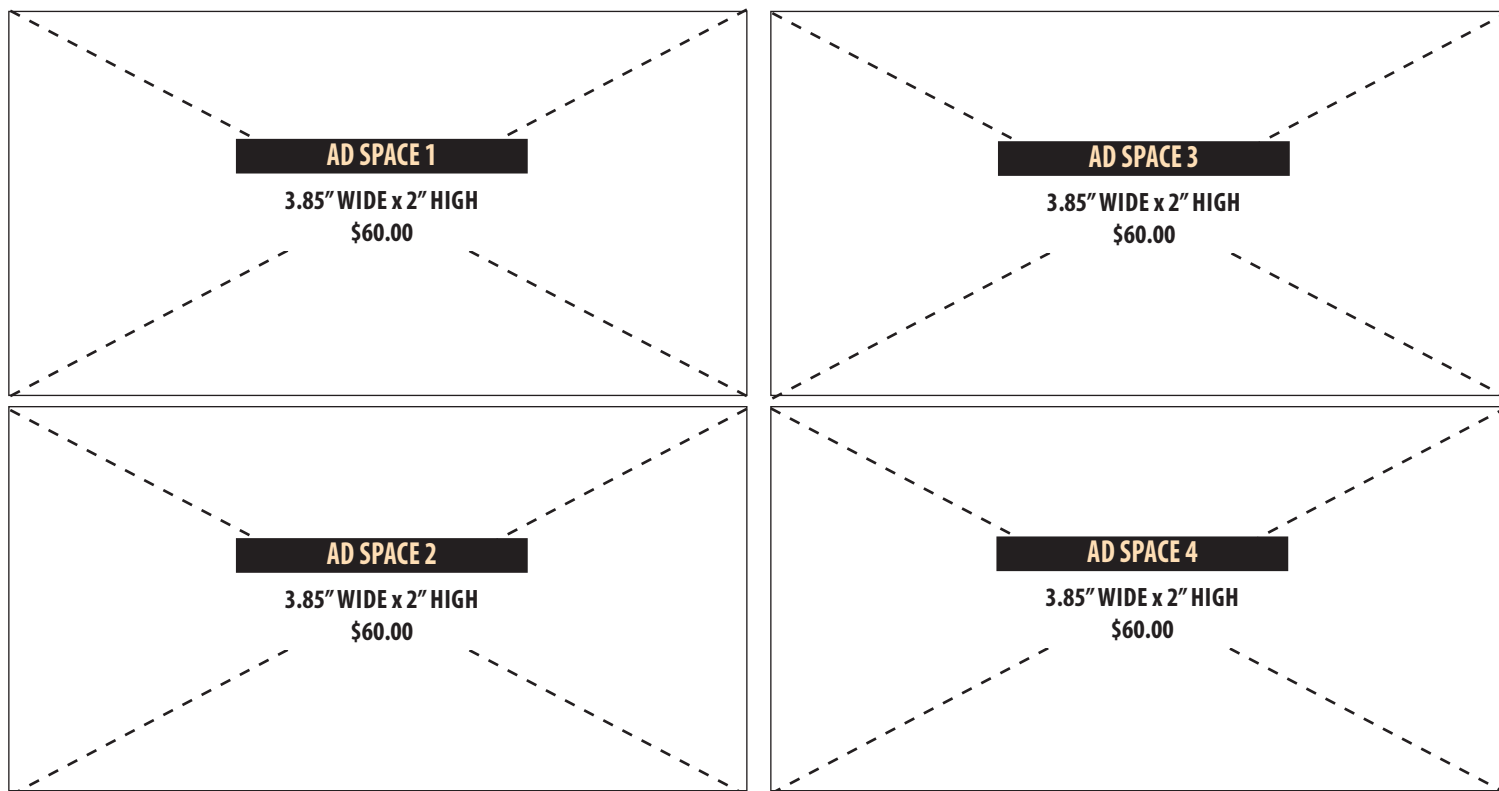 AD SPACE 1
3.85” WIDE x 2” HIGH
$60.00
AD SPACE 2
3.85” WIDE x 2” HIGH
$60.00
AD SPACE 3
3.85” WIDE x 2” HIGH
$60.00
AD SPACE 4
3.85” WIDE x 2” HIGH
$60.00